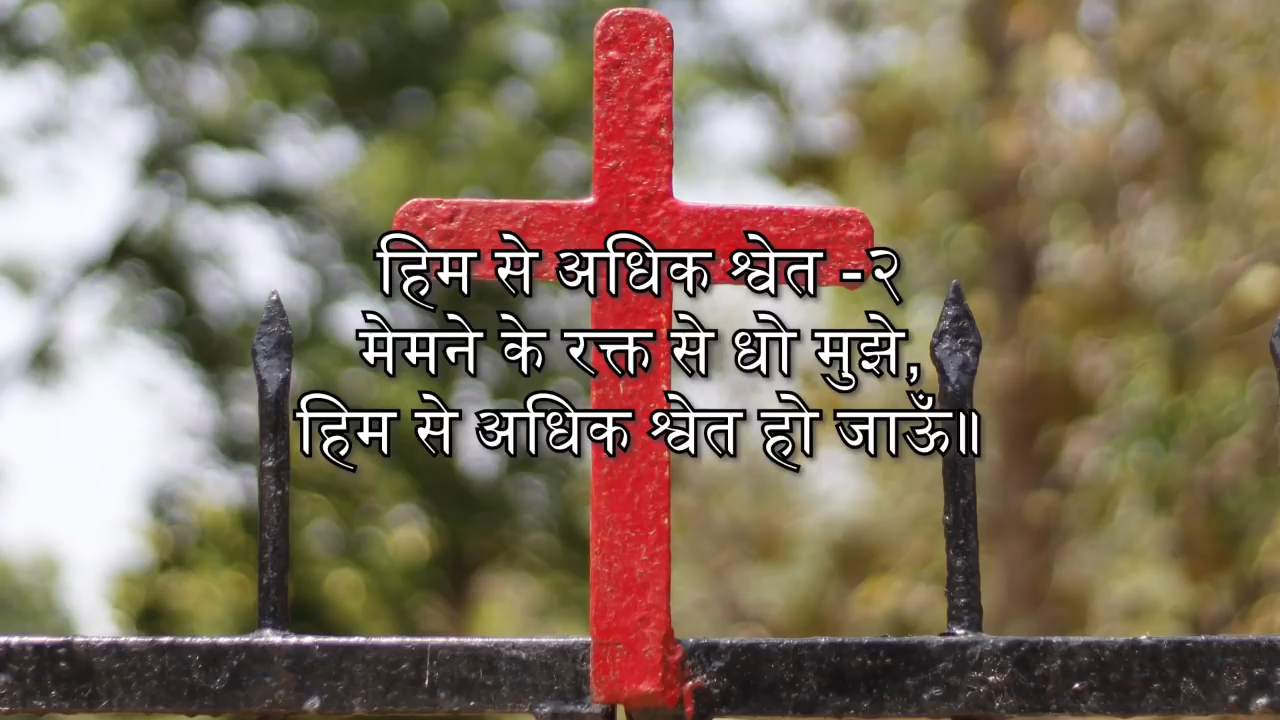 हिम से अधिक श्वेत -२
मेमने के रक्त से धो मुझे,
हिम से अधिक श्वेत हो जाऊँ॥